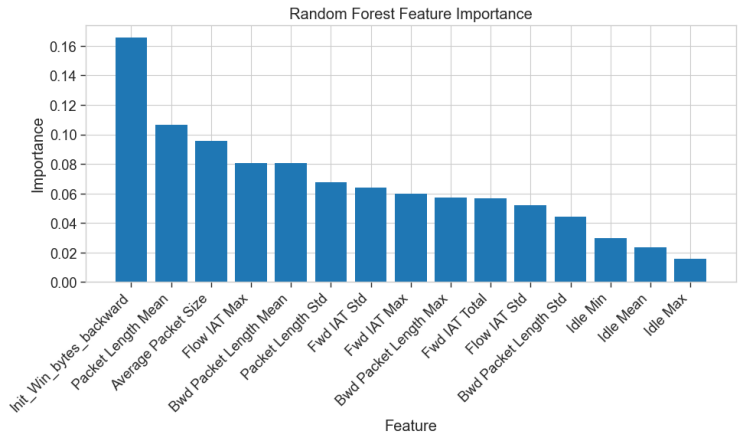 Random Forest Feature Importance
Importance
0.16
0.14
0.12
0.10
0.08
0.06
0.04
0.02
0.00
Init_Win_bytes_backward
Packet Length Mean
Average Packet Size
Flow IAT Max
Bwd Packet Length Mean
Packet Length Std
Fwd IAT Std
Fwd IAT Max
Bwd Packet Length Max
Fwd IAT Total
Flow IAT Std
Bwd Packet Length Std
Idle Min
Idle Mean
Idle Max
Feature